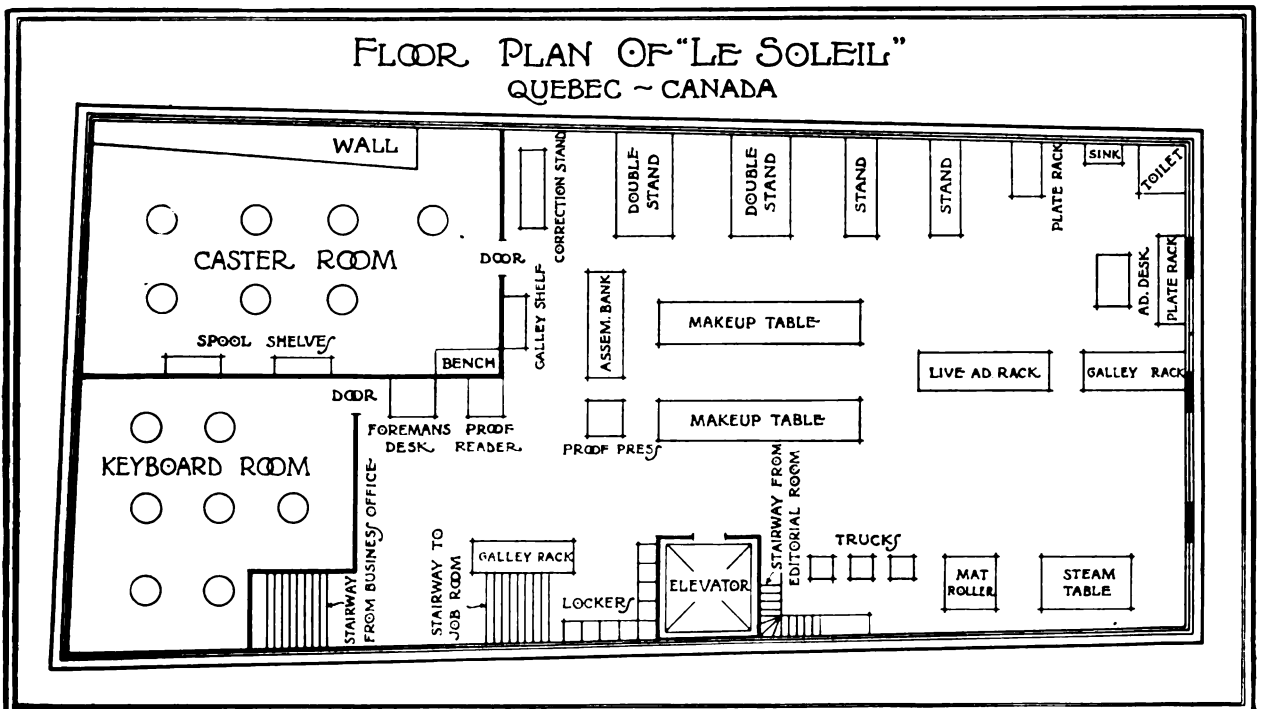 FLOOR PLAN OF "LE SOLEIL"
QUEBEC ~ CANADA
WALL
CORRECTION STAND
DOUBLE
STAND
DOUBLE
STAND
STAND
STAND
PLATE RACK
SINK
TOILET
CASTER ROOM
DOOR
GALLEY SHELF
ASSEM. BANK
MAKEUP TABLE
AD. DESK
PLATE RACK
SPOOL SHELVES
BENCH
LIVE AD RACK
GALLEY RACK
DOOR
FOREMANS
DESK
PROOF
READER
PROOF PRESS
MAKEUP TABLE
KEYBOARD ROOM
STAIRWAY
FROM BUSINESS OFFICE
STAIRWAY TO
JOB ROOM
GALLEY RACK
LOCKERS
ELEVATOR
STAIRWAY FROM
EDITORIAL ROOM
TRUCKS
MAT
ROLLER
STEAM
TABLE